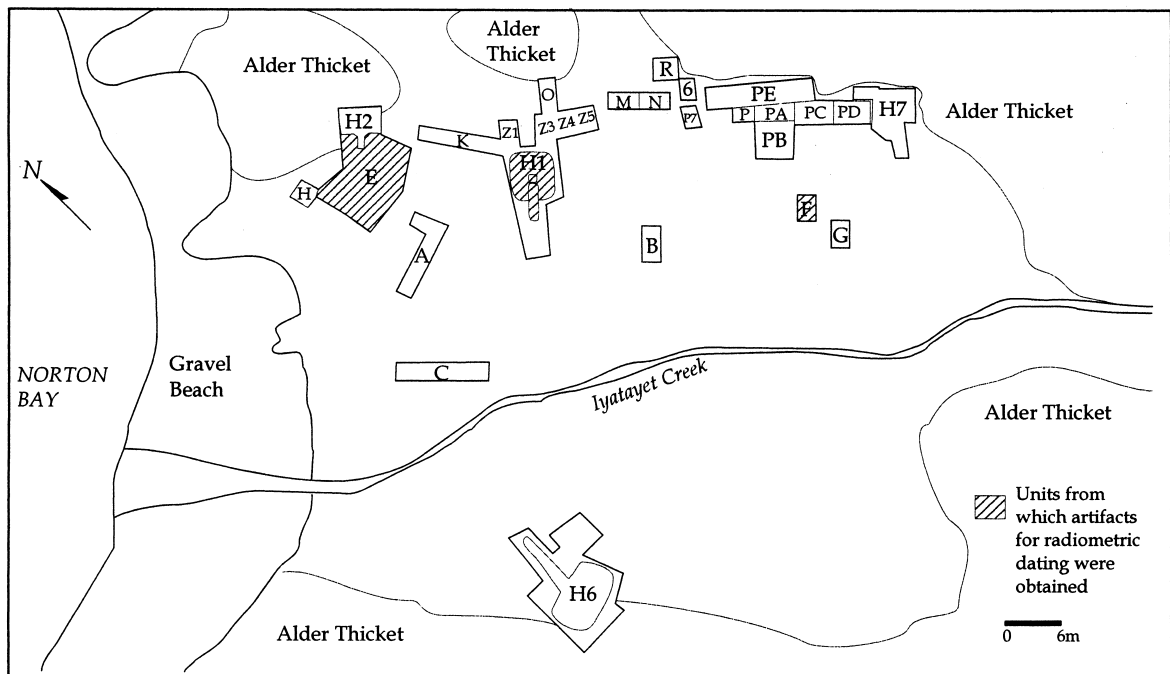 Alder Thicket
Alder
Thicket
Alder Thicket
N
H2
E
H
A
K
Z1
O
Z3 Z4 Z5
H1
M
N
R
6
P7
PE
P
PA
PC
PD
PB
H7
F
G
B
C
NORTON
BAY
Gravel
Beach
Iyatayet Creek
Alder Thicket
Units from
which artifacts
for radiometric
dating were
obtained
0 6m
H6
Alder Thicket